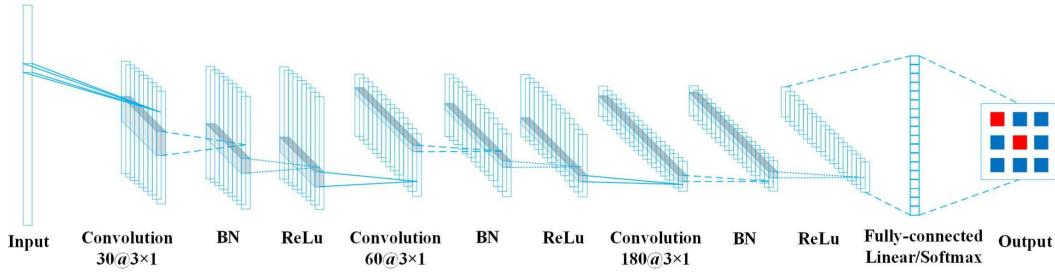 Input
Convolution
30@3×1
BN
ReLu
Convolution
60@3×1
BN
ReLu
Convolution
180@3×1
BN
ReLu
Fully-connected
Linear/Softmax
Output